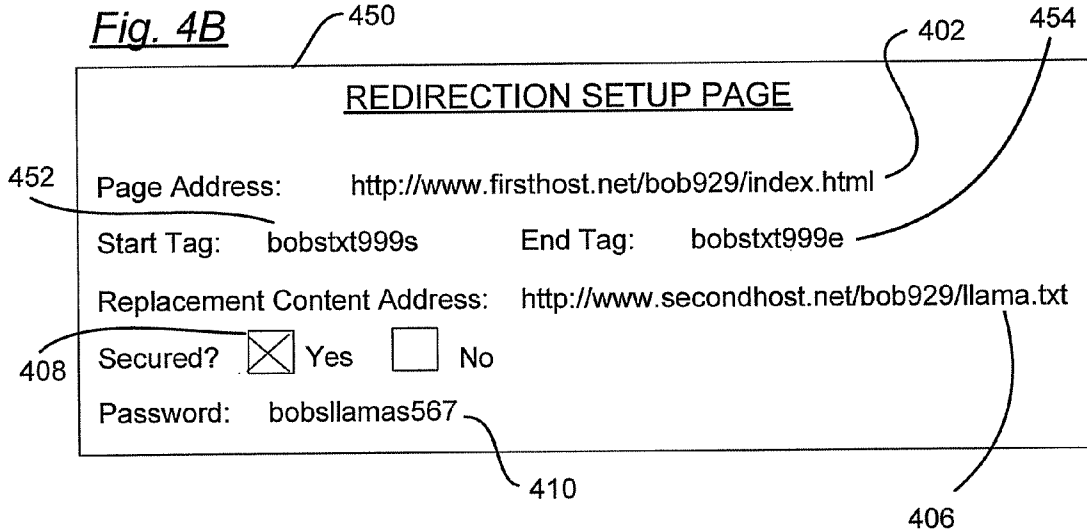 Fig. 4B
450
402
454
REDIRECTION SETUP PAGE
452
Page Address: http://www.firsthost.net/bob929/index.html
Start Tag: bobstxt999s End Tag: bobstxt999e
Replacement Content Address: http://www.secondhost.net/bob929/llama.txt
408
Secured? Yes No
Password: bobsllamas567
410
406